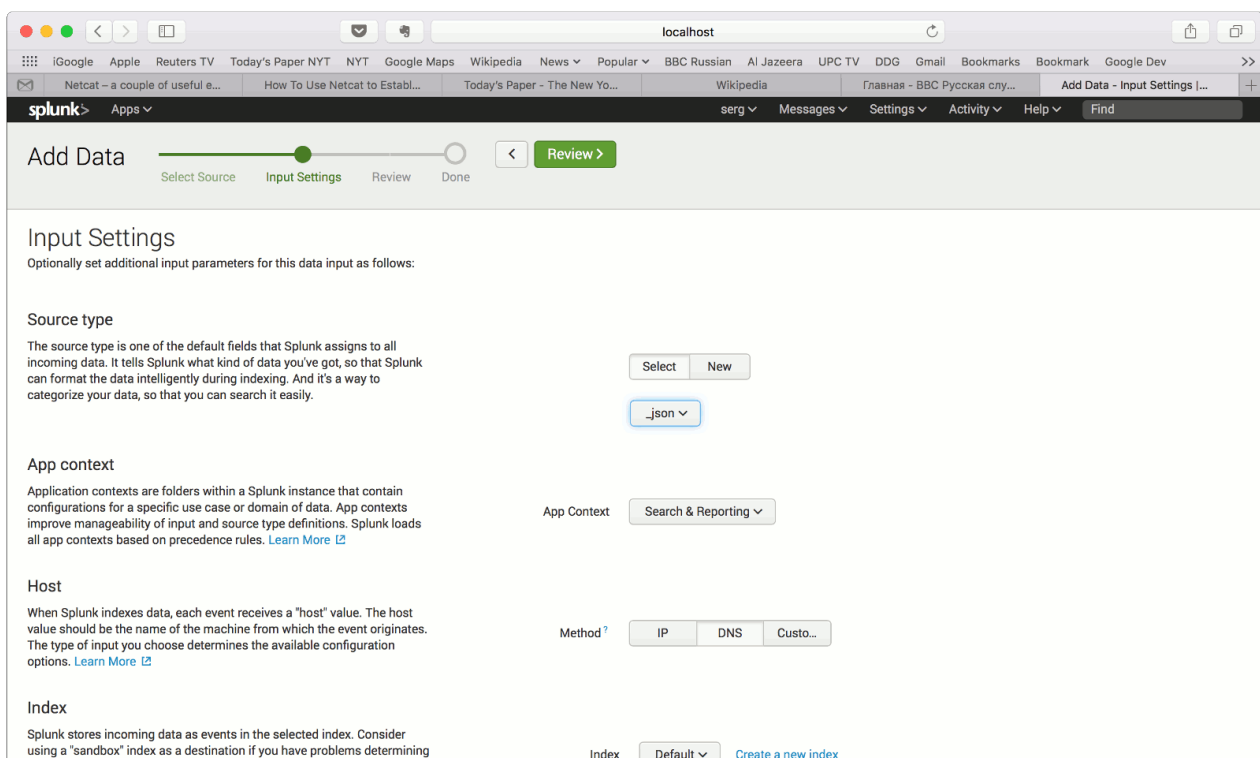 localhost
iGoogle Apple Reuters TV Today's Paper NYT NYT Google Maps Wikipedia News Popular BBC Russian Al Jazeera UPC TV DDG Gmail Bookmarks Bookmark Google Dev >>
Netcat – a couple of useful e... How To Use Netcat to Establ... Today's Paper - The New Yo... Wikipedia Главная - BBC Русская слу... Add Data - Input Settings |... +
splunk> Apps serg Messages Settings Activity Help Find
Add Data < Review >
Select Source Input Settings Review Done
Input Settings
Optionally set additional input parameters for this data input as follows:
Source type
The source type is one of the default fields that Splunk assigns to all
incoming data. It tells Splunk what kind of data you've got, so that Splunk
can format the data intelligently during indexing. And it's a way to
categorize your data, so that you can search it easily.
Select New
_json
App context
Application contexts are folders within a Splunk instance that contain
configurations for a specific use case or domain of data. App contexts
improve manageability of input and source type definitions. Splunk loads
all app contexts based on precedence rules. Learn More
App Context Search & Reporting
Host
When Splunk indexes data, each event receives a "host" value. The host
value should be the name of the machine from which the event originates.
The type of input you choose determines the available configuration
options. Learn More
Method ? IP DNS Custo...
Index
Splunk stores incoming data as events in the selected index. Consider
using a "sandbox" index as a destination if you have problems determining
Index Default Create a new index